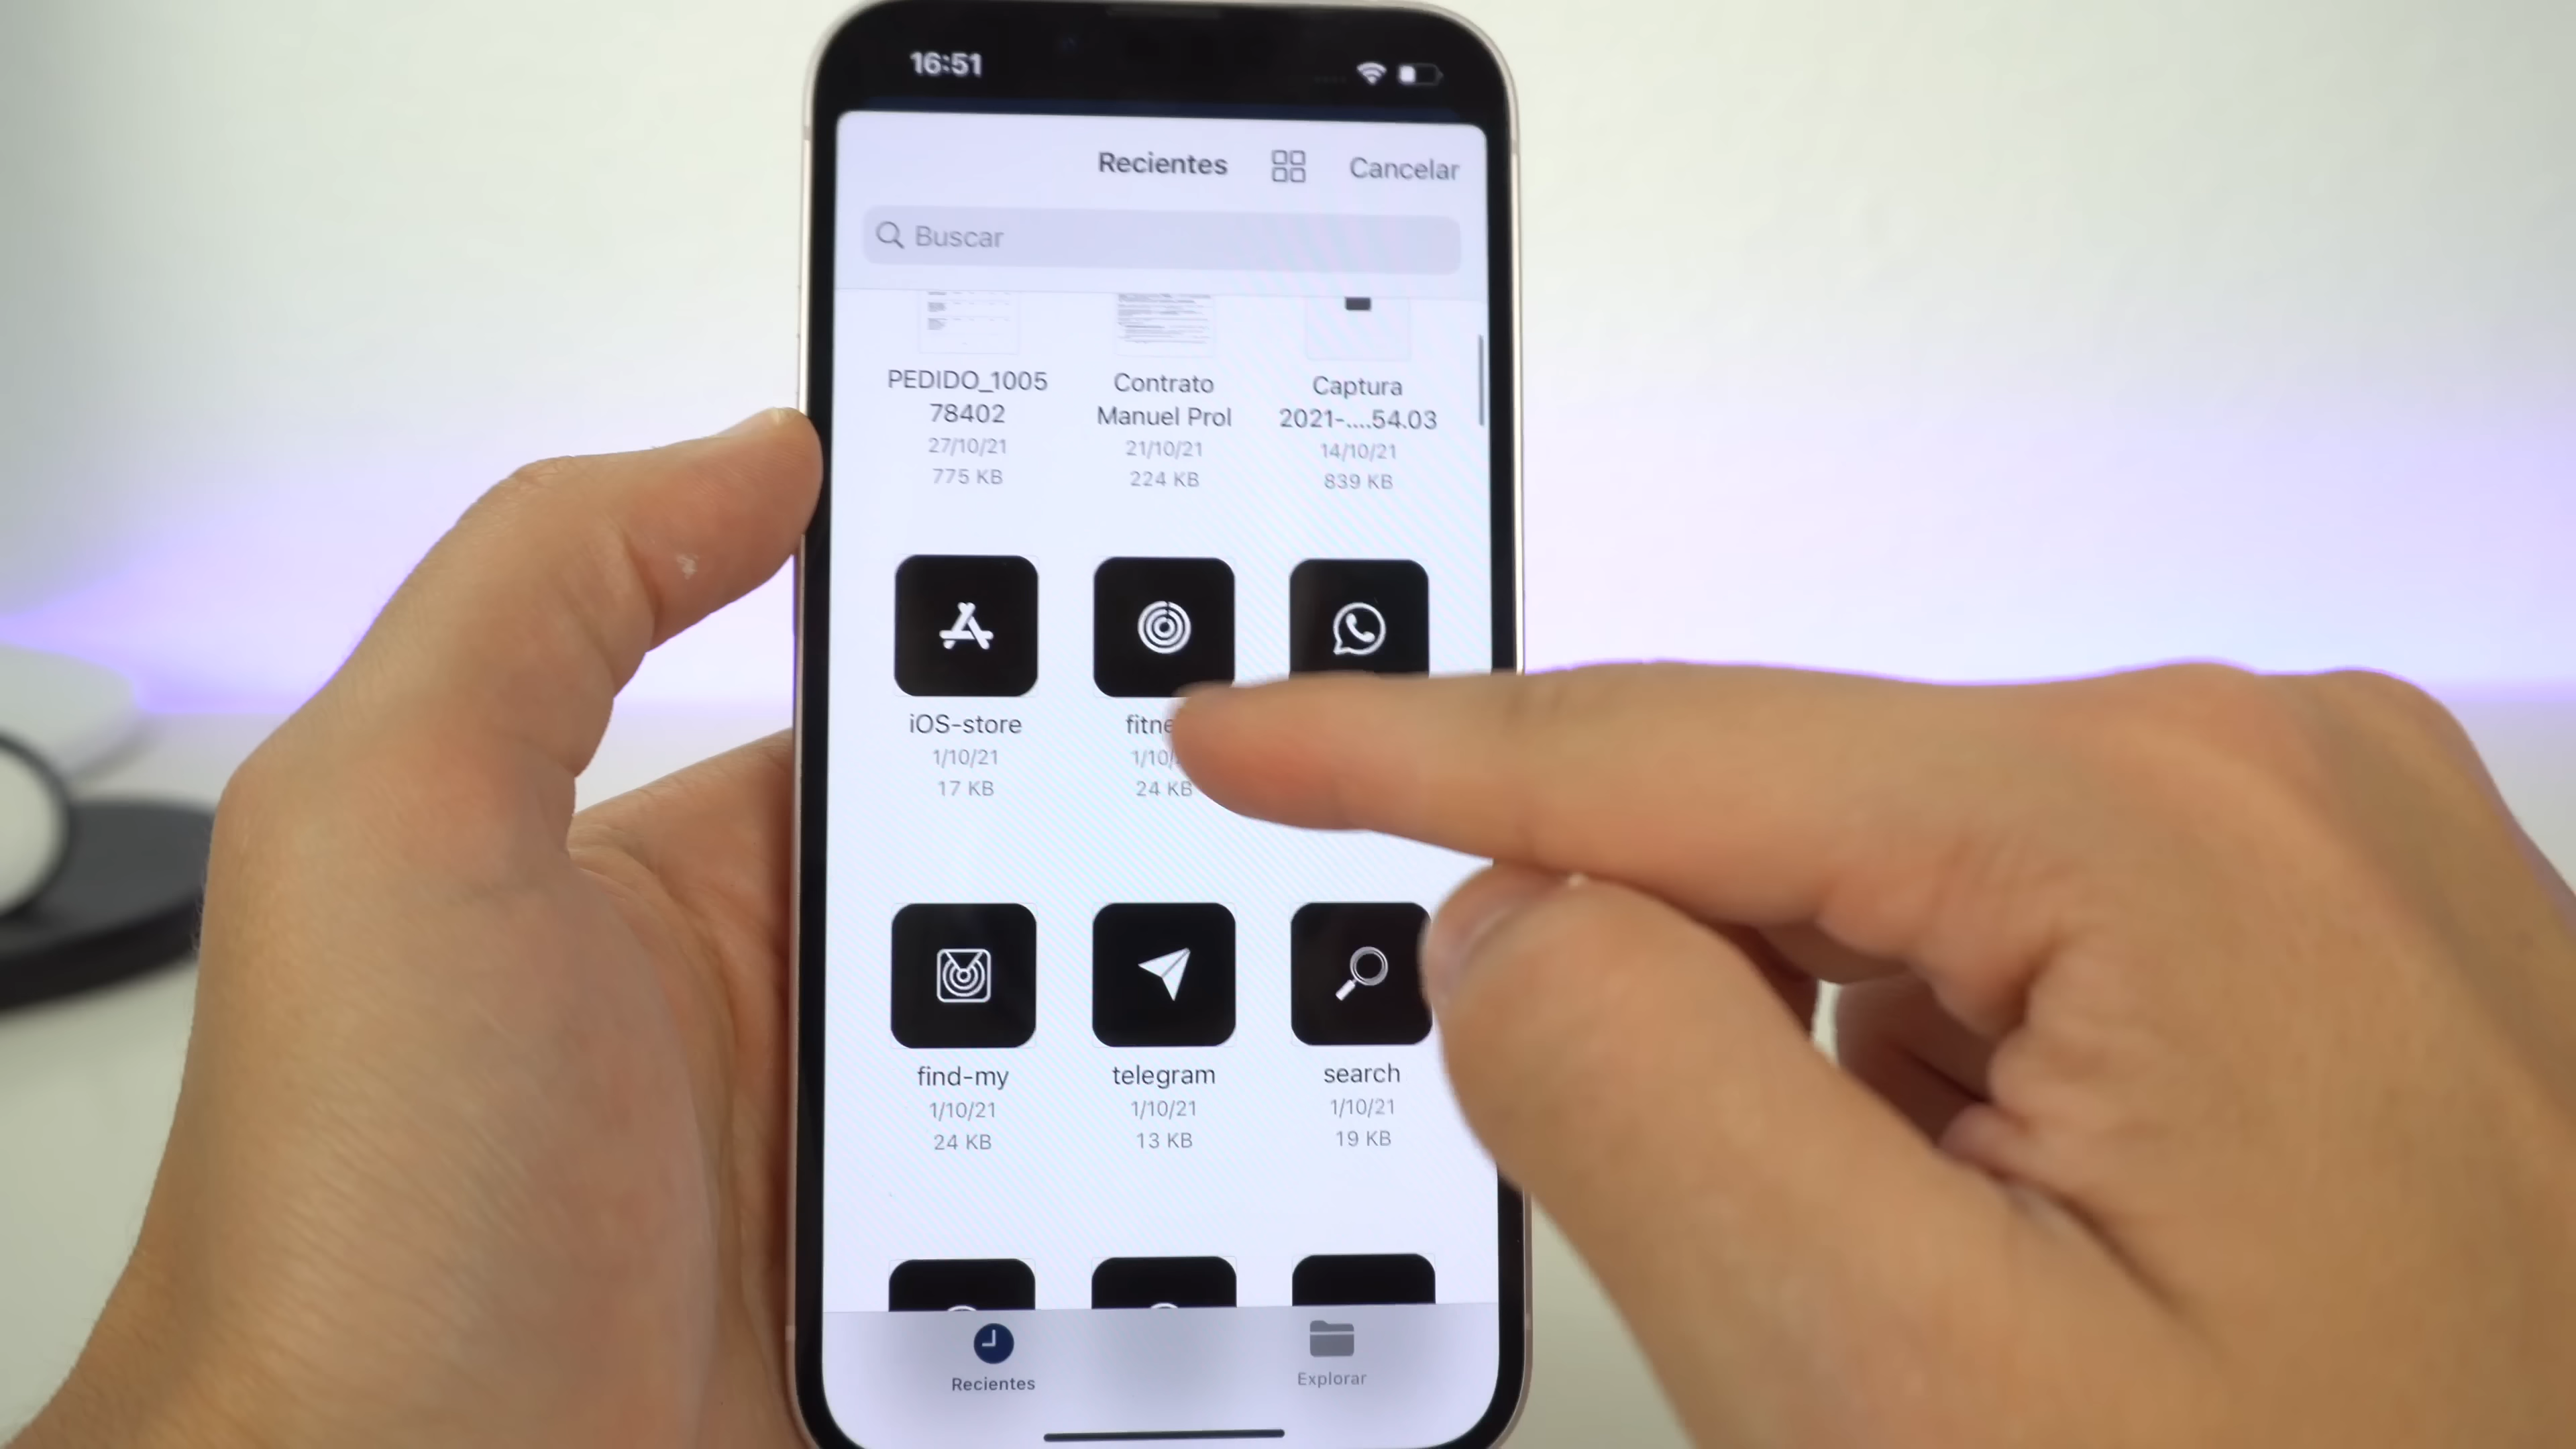 16:51
Recientes
Cancelar
Buscar
PEDIDO_1005
78402
27/10/21
775 KB
Contrato
Manuel Prol
21/10/21
224 KB
Captura
2021-....54.03
14/10/21
839 KB
iOS-store
1/10/21
17 KB
fitne
1/10/
24 KB
find-my
1/10/21
24 KB
telegram
1/10/21
13 KB
search
1/10/21
19 KB
Recientes
Explorar